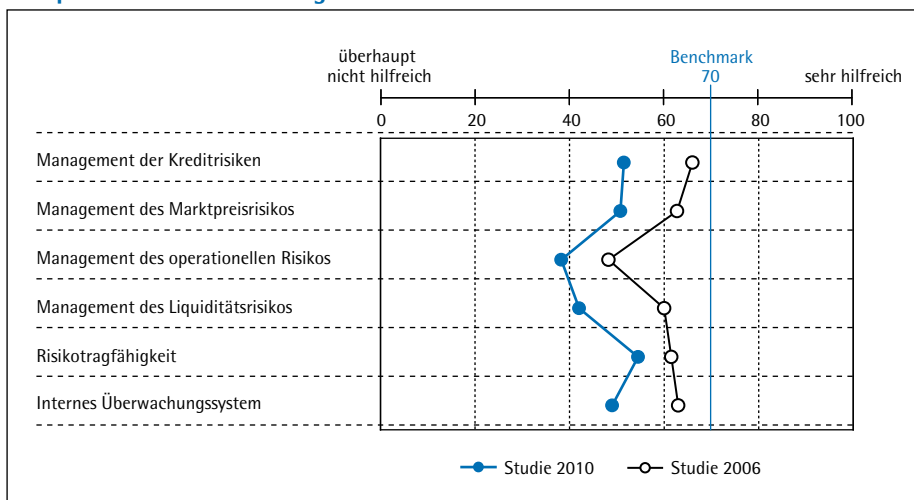 überhaupt
nicht hilfreich
Benchmark
70
sehr hilfreich
0 20 40 60 80 100
Management der Kreditrisiken
Management des Marktpreisrisikos
Management des operationellen Risikos
Management des Liquiditätsrisikos
Risikotragfähigkeit
Internes Überwachungssystem
Studie 2010 Studie 2006